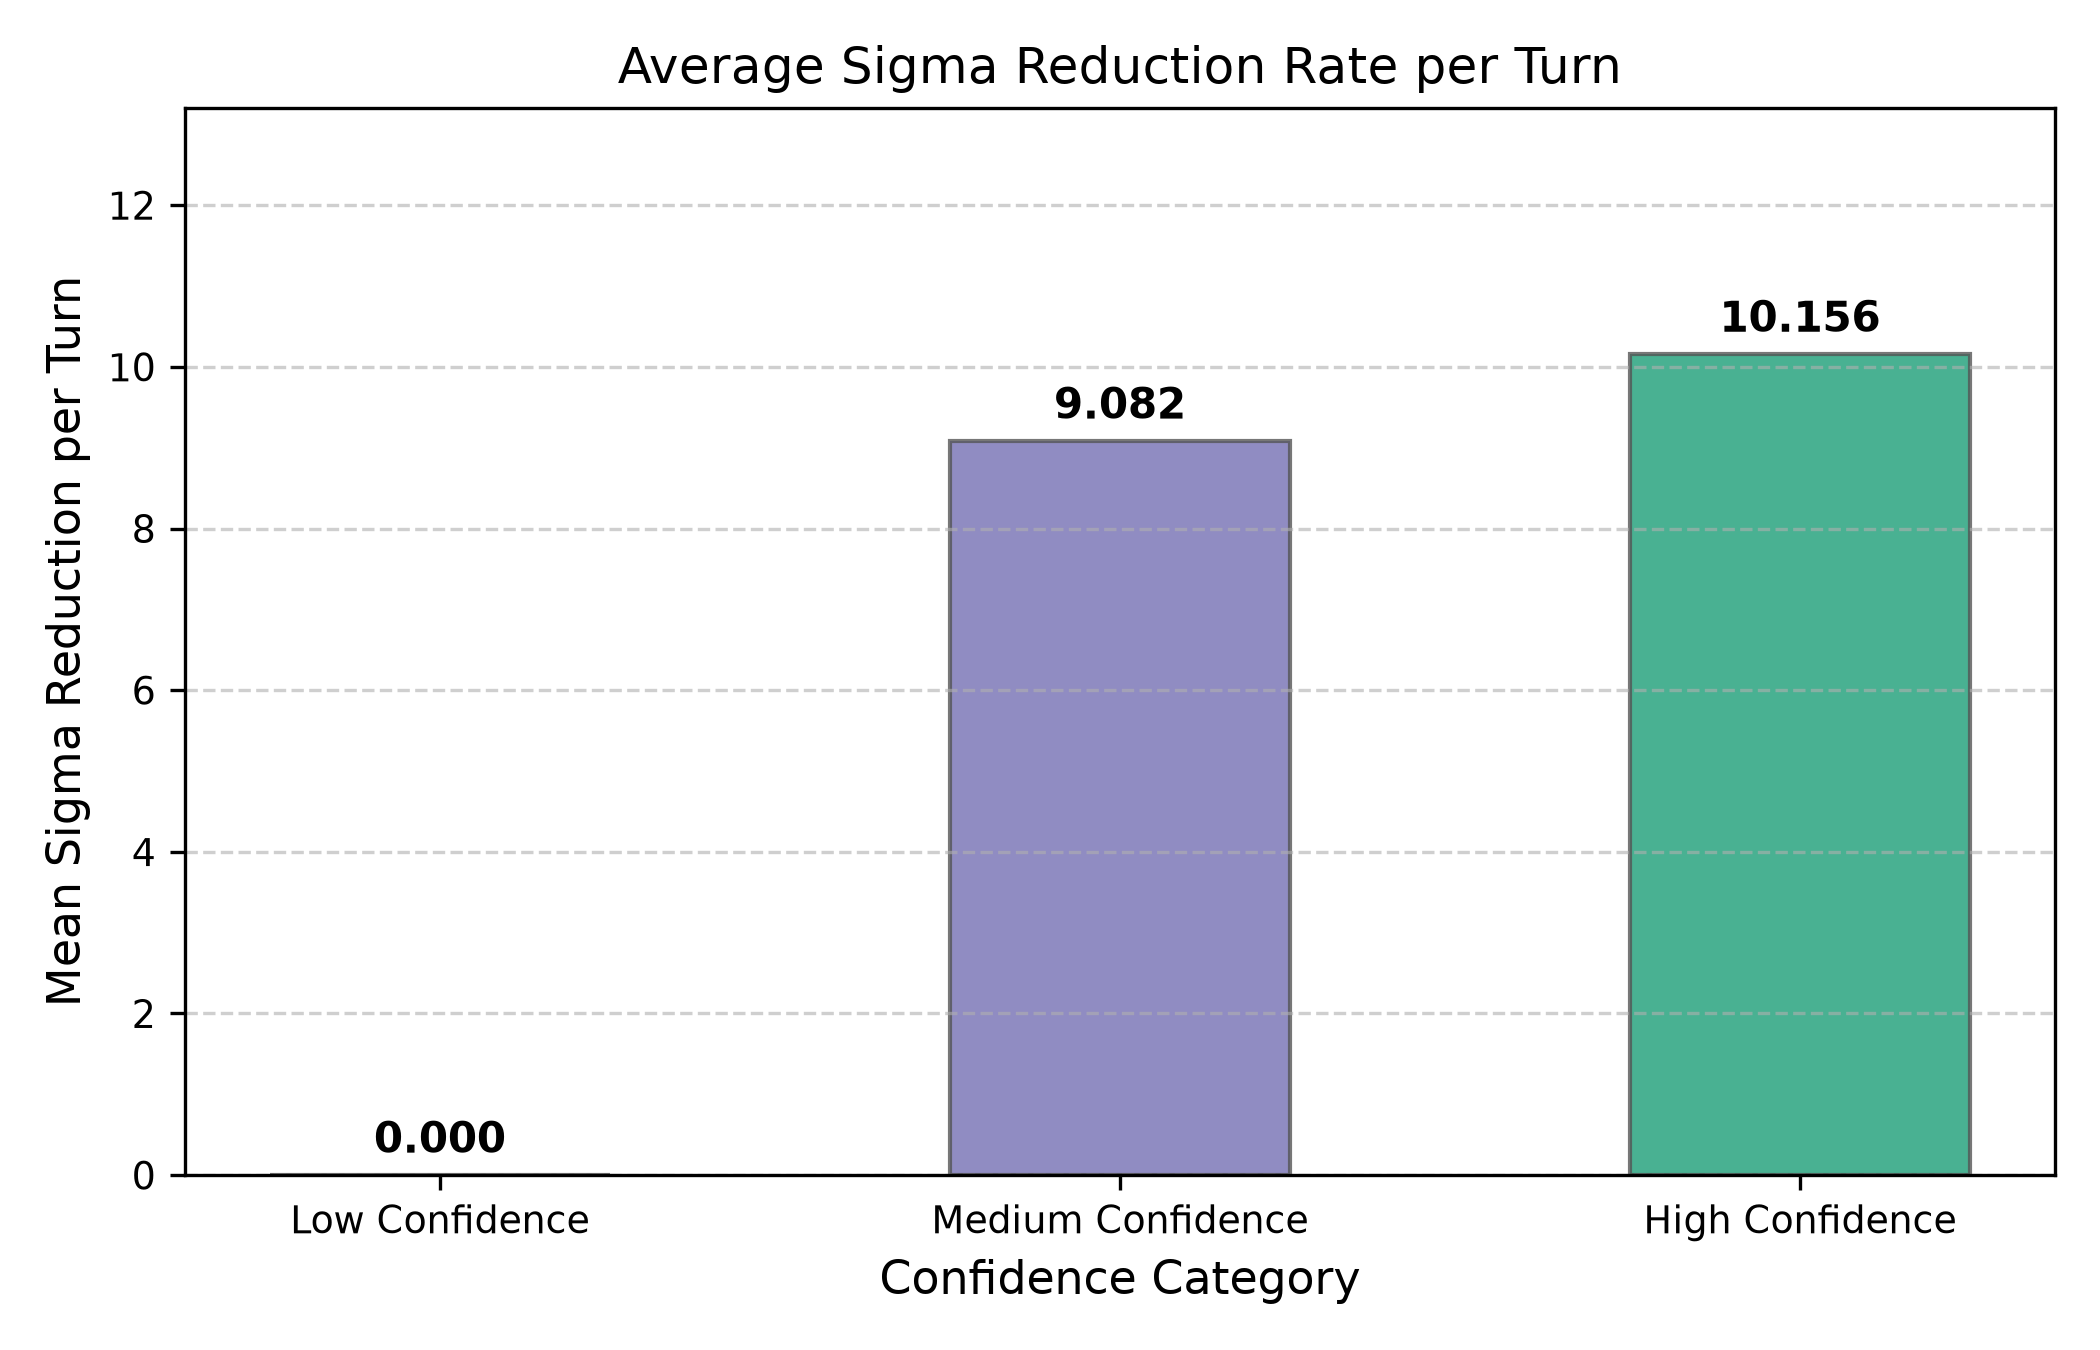 Average Sigma Reduction Rate per Turn
Mean Sigma Reduction per Turn
12
10
8
6
4
2
0
0.000
9.082
10.156
Low Confidence
Medium Confidence
High Confidence
Confidence Category